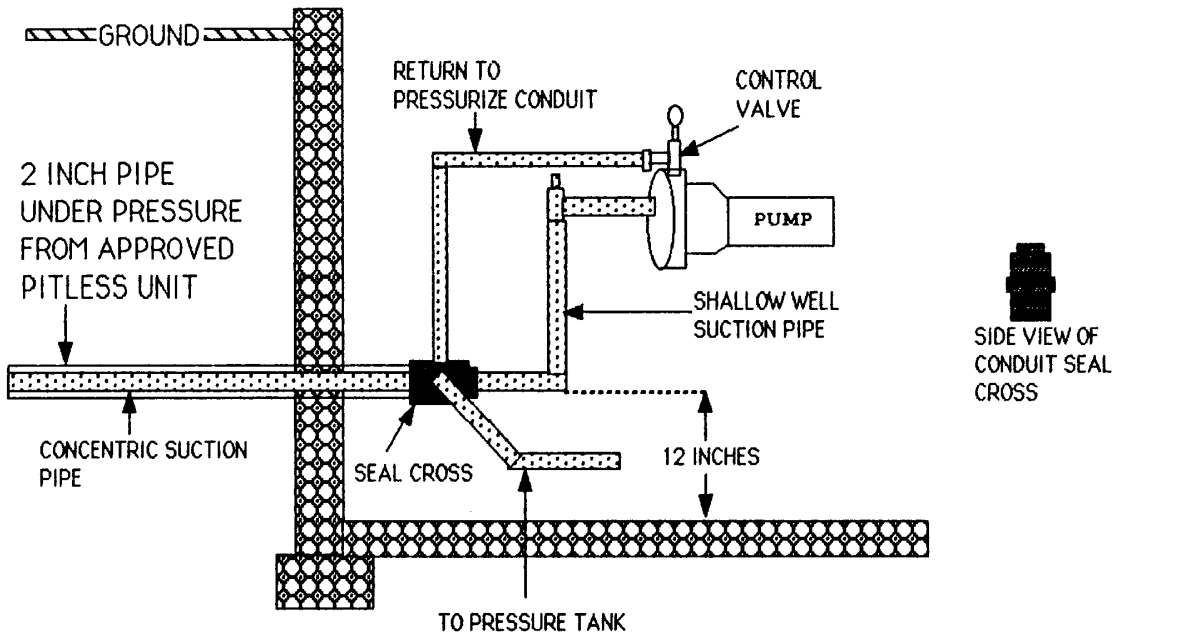 GROUND
RETURN TO
PRESSURIZE CONDUIT
CONTROL
VALVE
2 INCH PIPE
UNDER PRESSURE
FROM APPROVED
PITLESS UNIT
PUMP
SHALLOW WELL
SUCTION PIPE
SIDE VIEW OF
CONDUIT SEAL
CROSS
CONCENTRIC SUCTION
PIPE
SEAL CROSS
12 INCHES
TO PRESSURE TANK